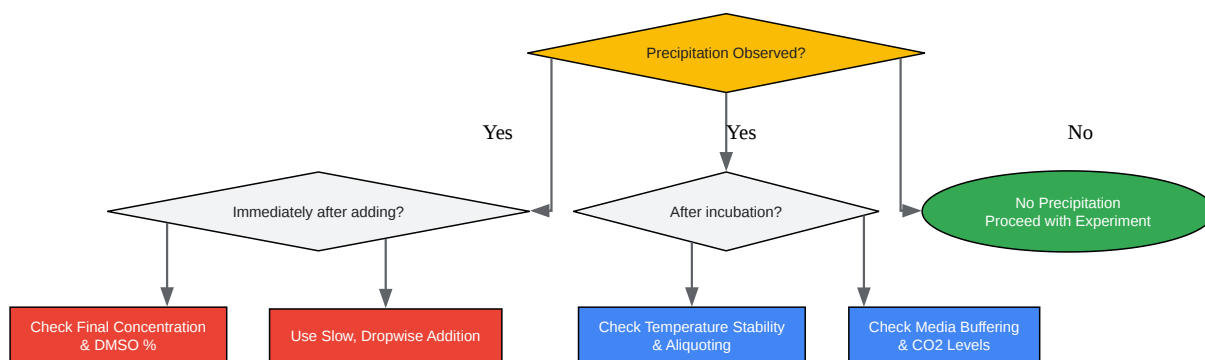 Precipitation Observed?
Yes
Yes
No
Immediately after adding?
After incubation?
No Precipitation
Proceed with Experiment
Check Final Concentration
& DMSO %
Use Slow, Dropwise Addition
Check Temperature Stability
& Aliquoting
Check Media Buffering
& CO2 Levels